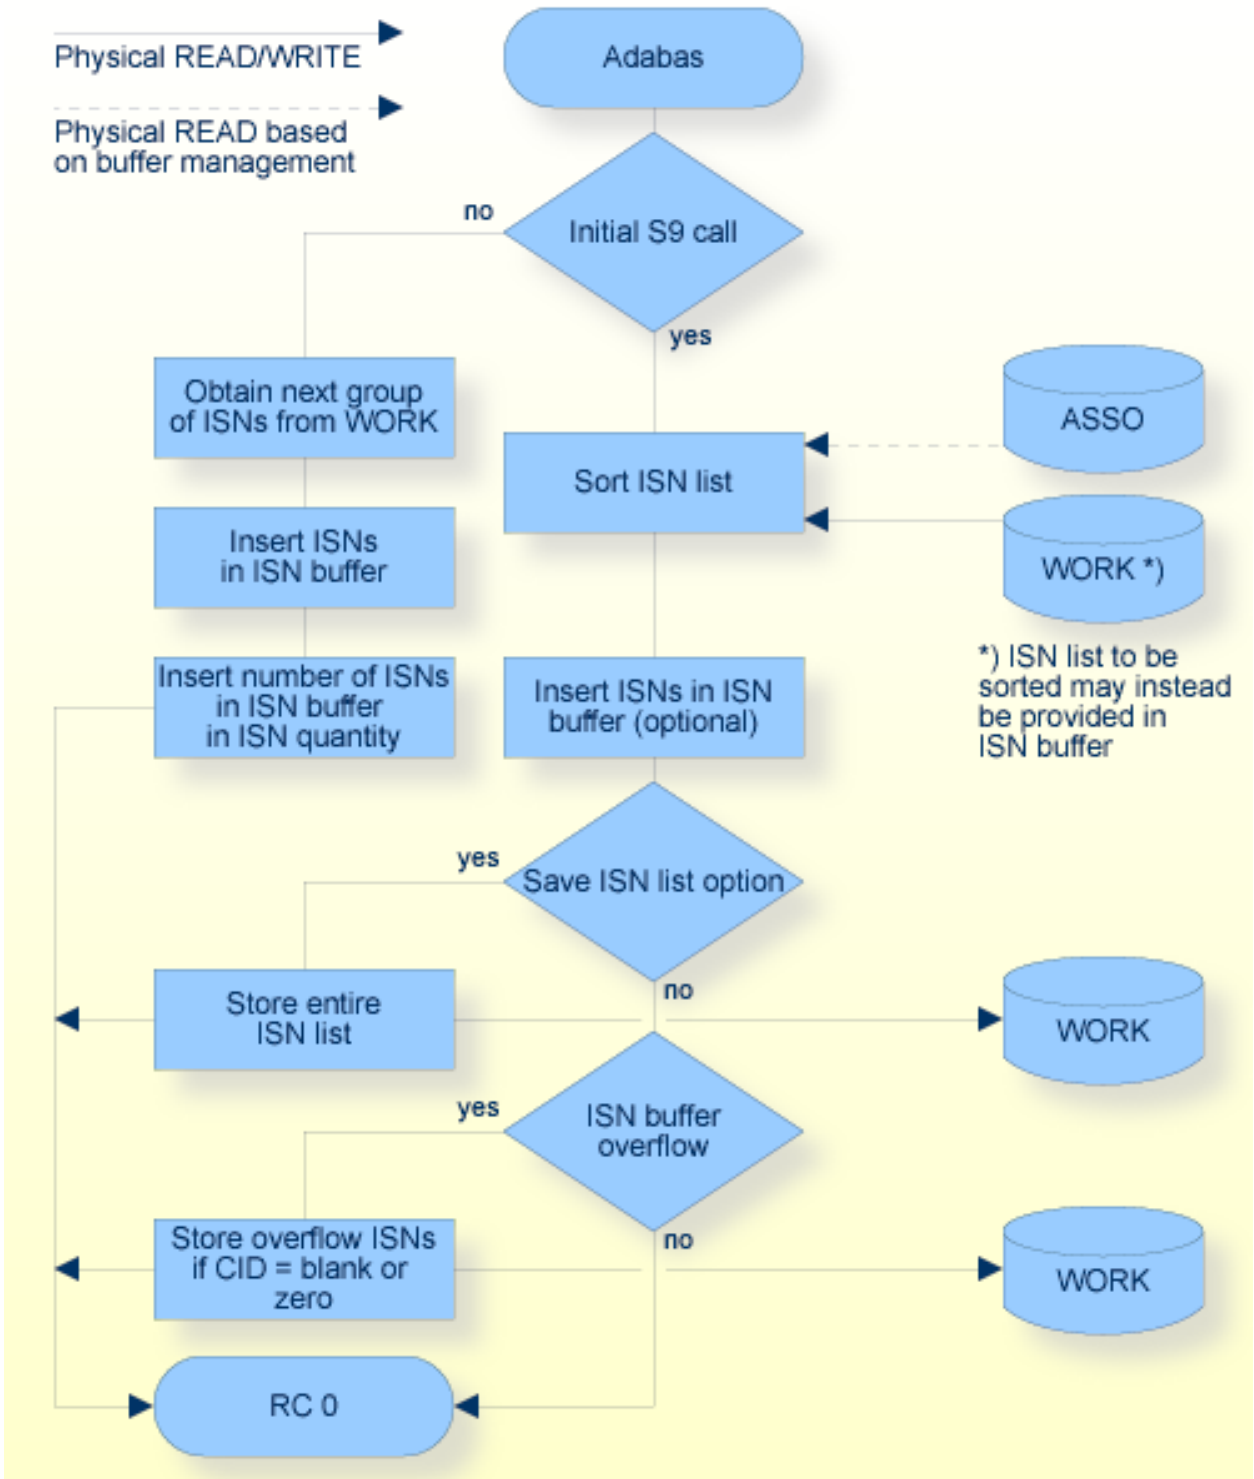 Physical READ/WRITE
Physical READ based
on buffer management
Adabas
Initial S9 call
no
yes
Obtain next group
of ISNs from WORK
Insert ISNs
in ISN buffer
Insert number of ISNs
in ISN buffer
in ISN quantity
Sort ISN list
ASSO
WORK *)
*) ISN list to be
sorted may instead
be provided in
ISN buffer
Insert ISNs in ISN
buffer (optional)
Save ISN list option
yes
no
Store entire
ISN list
WORK
ISN buffer
overflow
yes
no
Store overflow ISNs
if CID = blank or
zero
WORK
RC 0